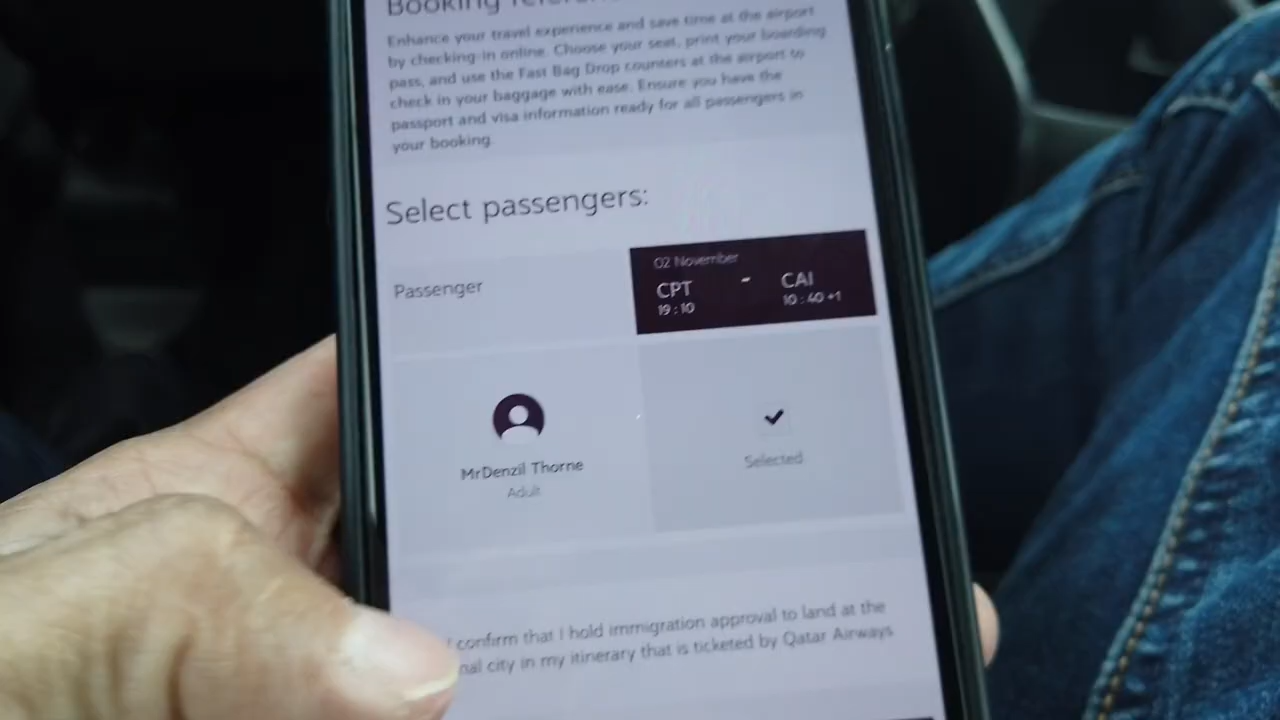 Booking
Enhance your travel experience and save time at the airport
by checking-in online. Choose your seat, print your boarding
pass, and use the Fast Bag Drop counters at the airport to
check in your baggage with ease. Ensure you have the
passport and visa information ready for all passengers in
your booking.
Select passengers:
02 November
CPT - CAI
19:10 10:40 +1
Passenger
MrDenzil Thorne
Adult
Selected
I confirm that I hold immigration approval to land at the
nal city in my itinerary that is ticketed by Qatar Airways